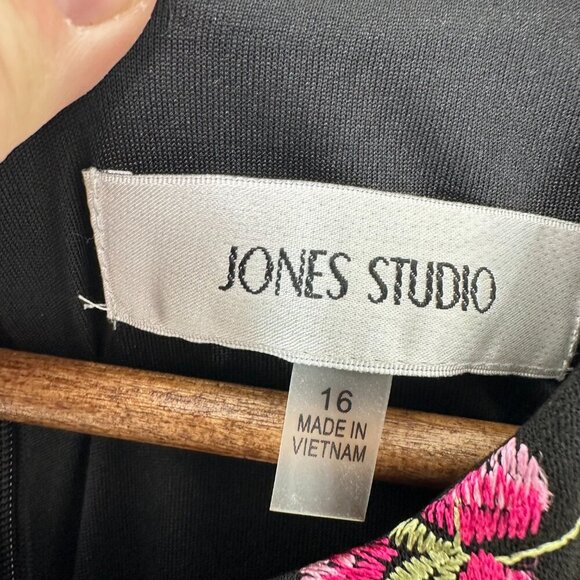 JONES STUDIO
16
MADE IN
VIETNAM